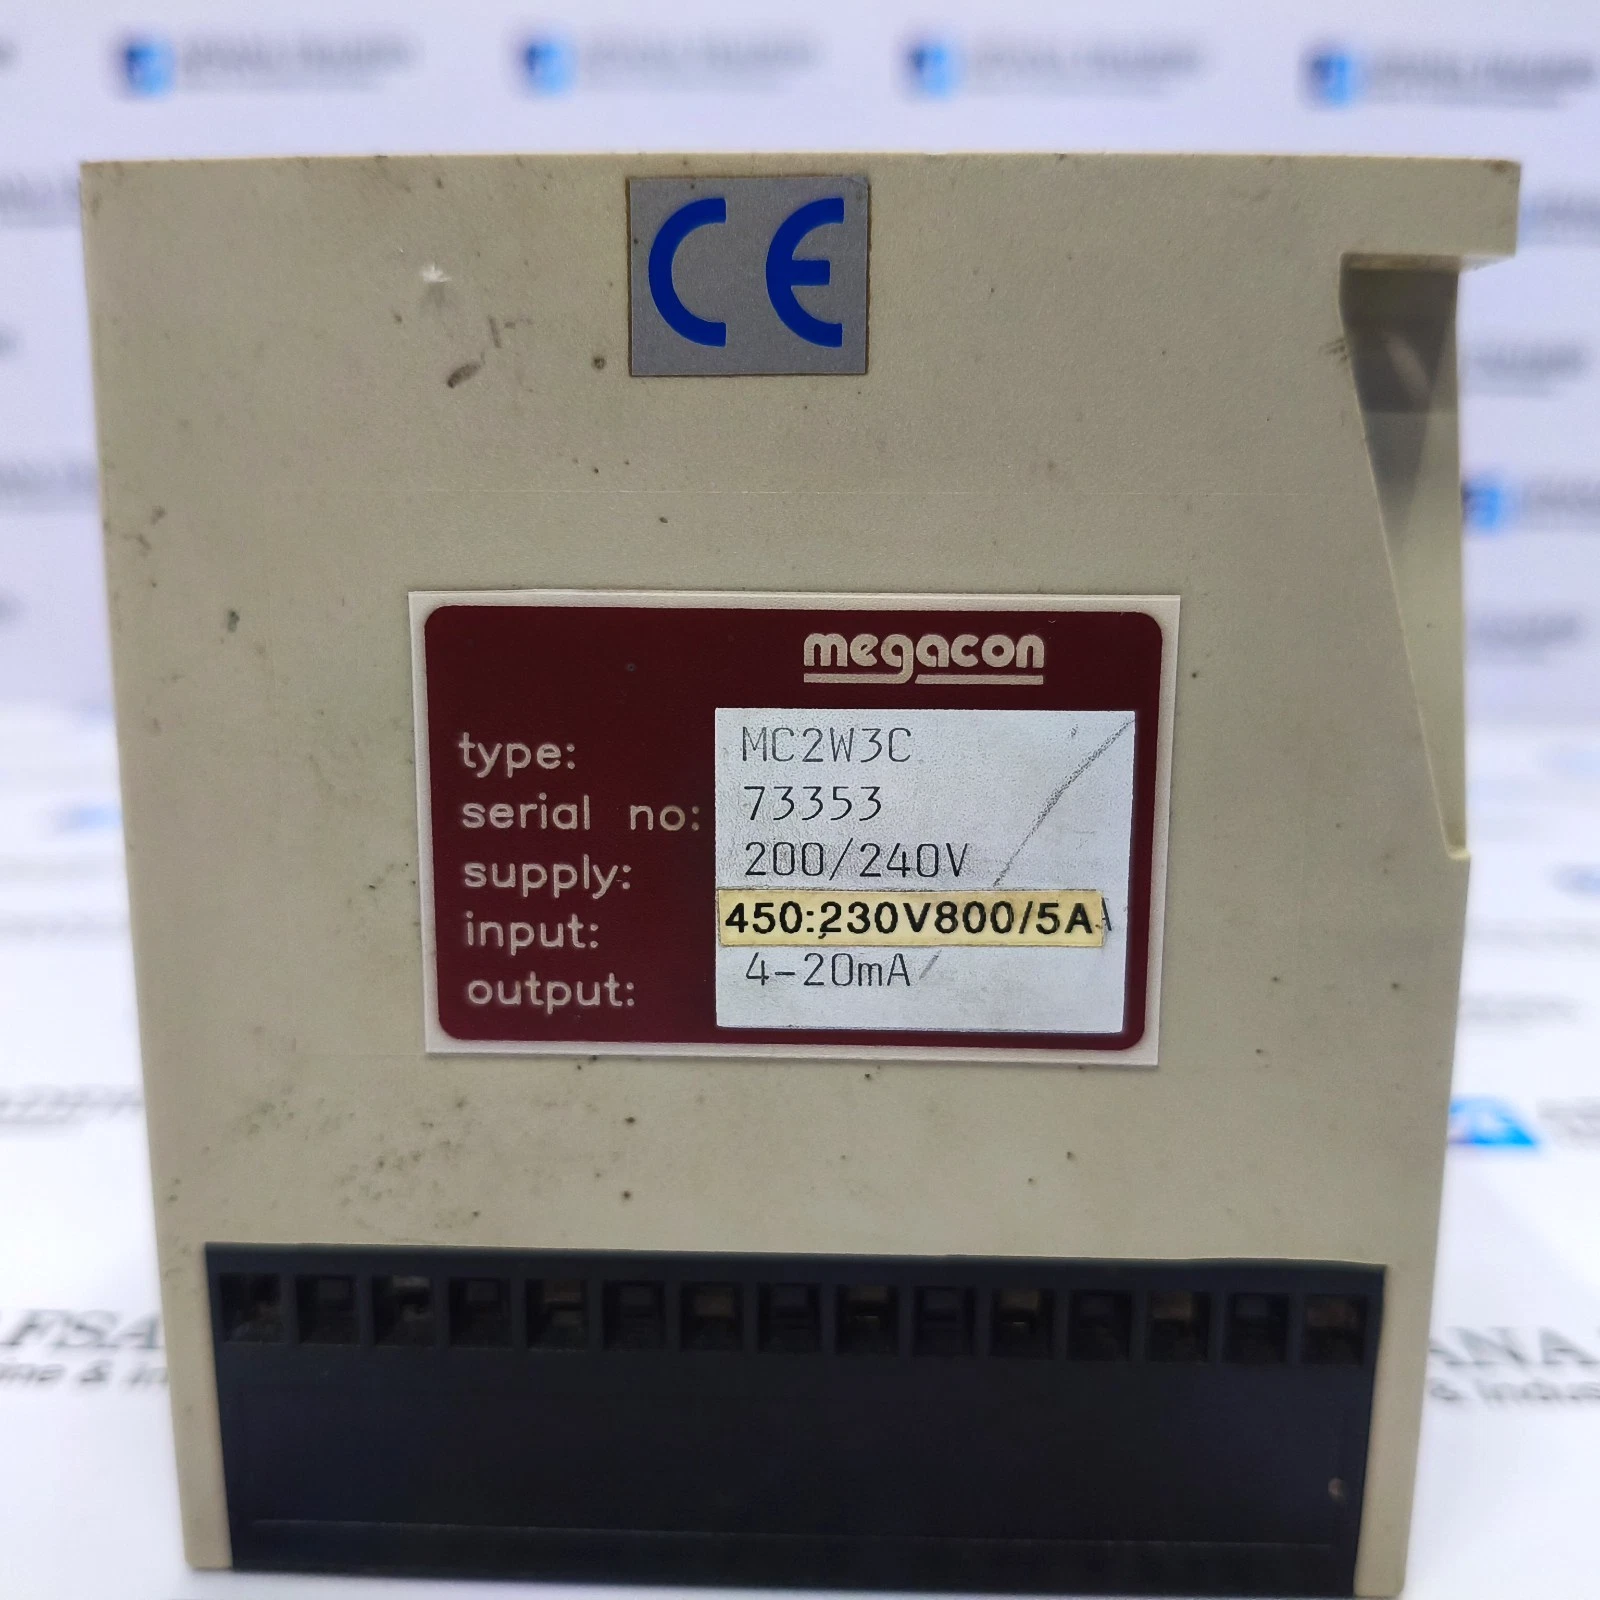 CE
megacon
type: MC2W3C
serial no: 73353
supply: 200/240V
input: 450:230V800/5A
output: 4-20mA